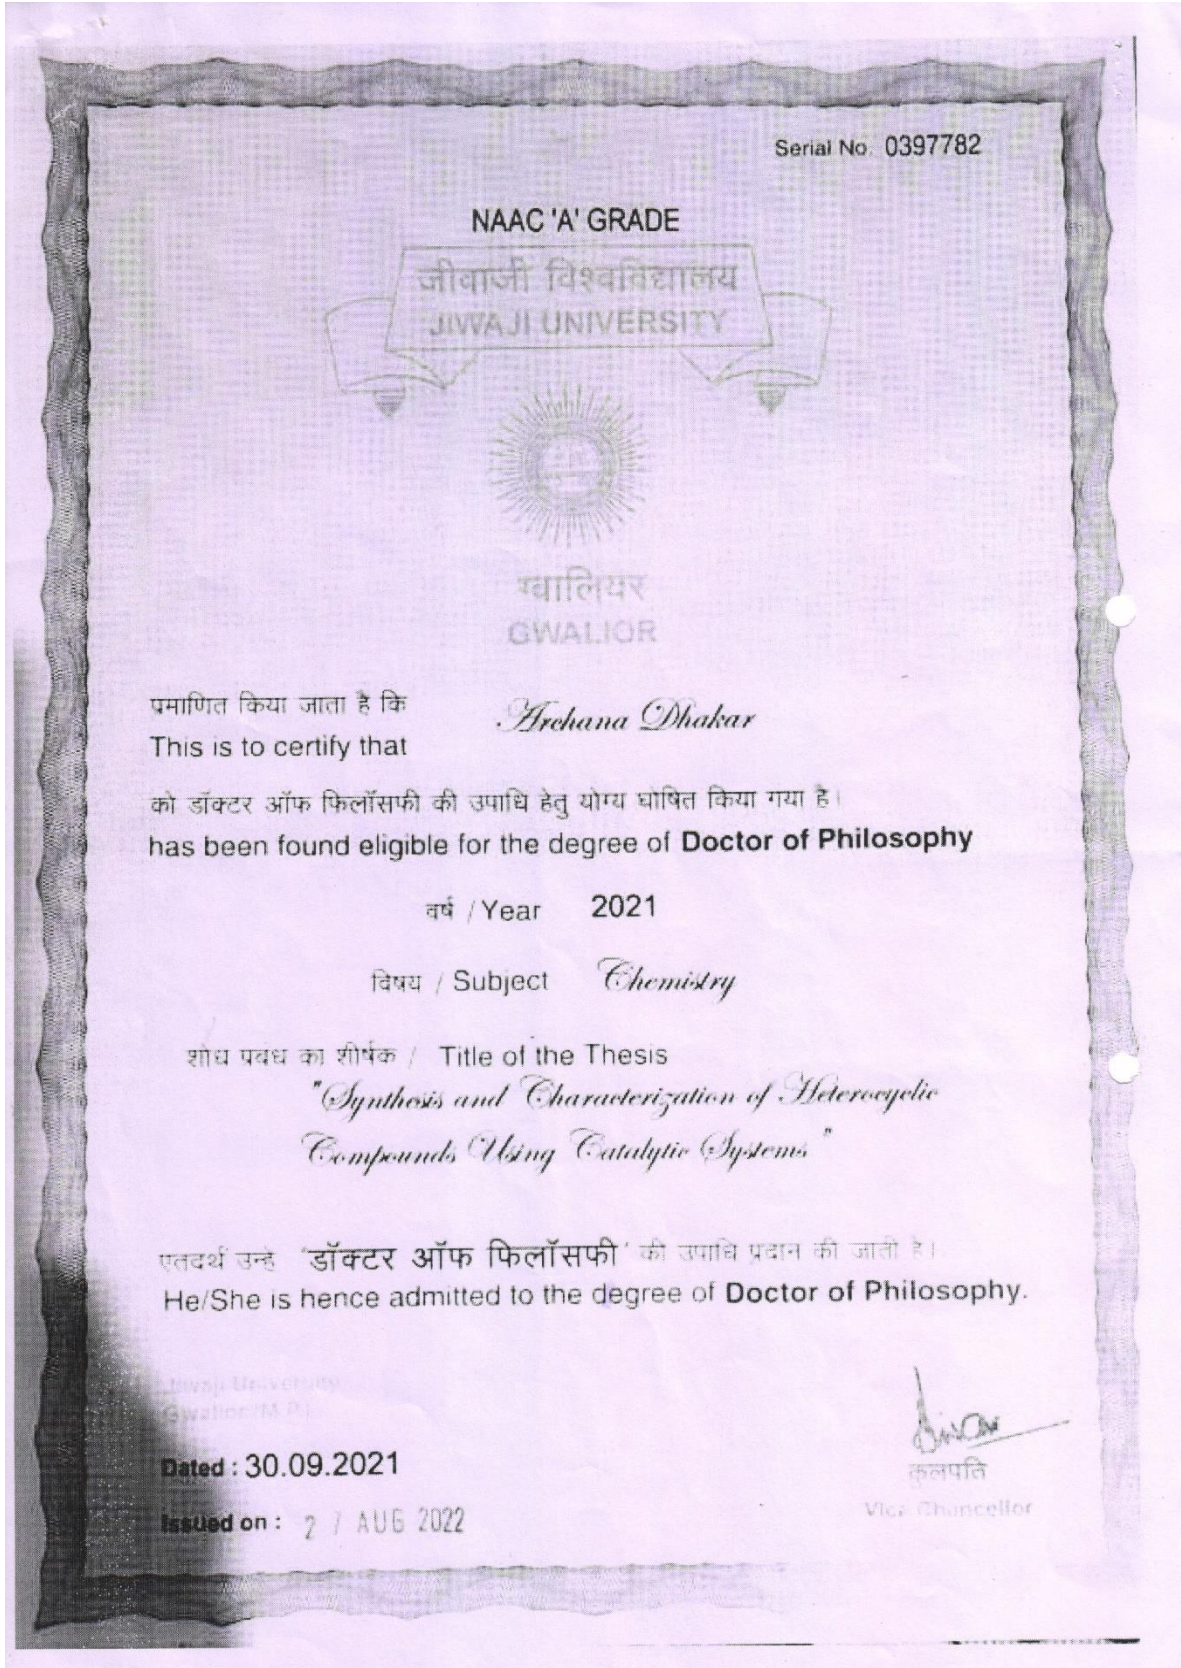 Serial No. 0397782
NAAC 'A' GRADE
जीवाजी विश्वविद्यालय
JIWAJI UNIVERSITY
ग्वालियर
GWALIOR
प्रमाणित किया जाता है कि
Archana Dhakar
This is to certify that
को डॉक्टर ऑफ फिलॉसफी की उपाधि हेतु योग्य घोषित किया गया है।
has been found eligible for the degree of Doctor of Philosophy
वर्ष / Year 2021
विषय / Subject Chemistry
शोध प्रबंध का शीर्षक / Title of the Thesis
"Synthesis and Characterization of Heterocyclic
Compounds Using Catalytic Systems"
एतदर्थ उन्हे 'डॉक्टर ऑफ फिलॉसफी' की उपाधि प्रदान की जाती है।
He/She is hence admitted to the degree of Doctor of Philosophy.
Jiwaji University
Gwalior (M.P.)
Dated : 30.09.2021
कुलपति
Issued on : 27 AUG 2022
Vice Chancellor